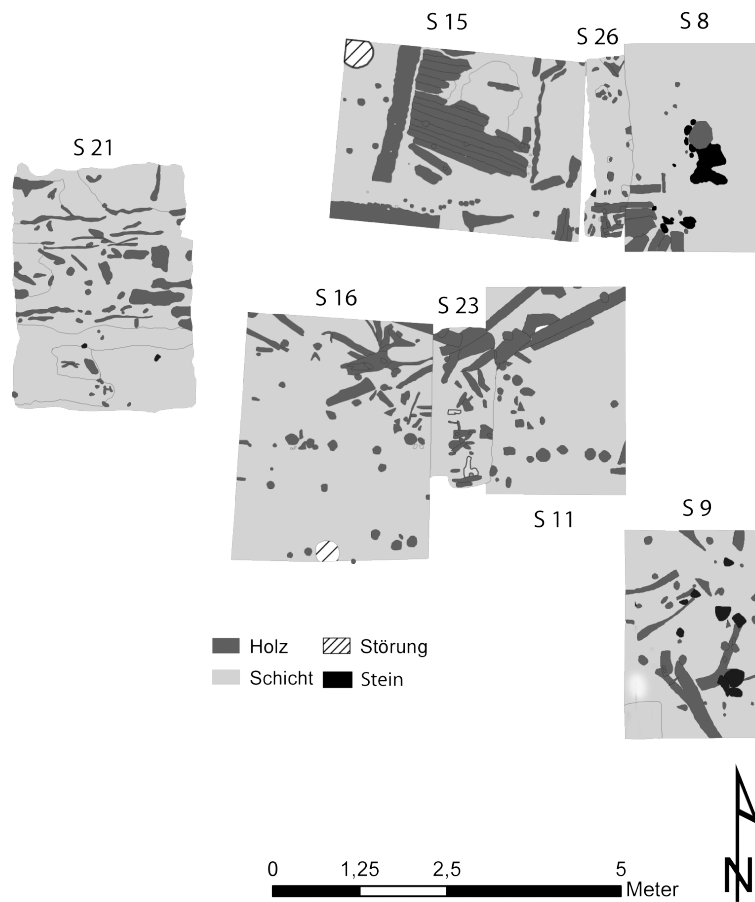 S 15
S 26
S 8
S 21
S 16
S 23
S 11
S 9
Holz
Störung
Schicht
Stein
0 1,25 2,5 5
Meter
N